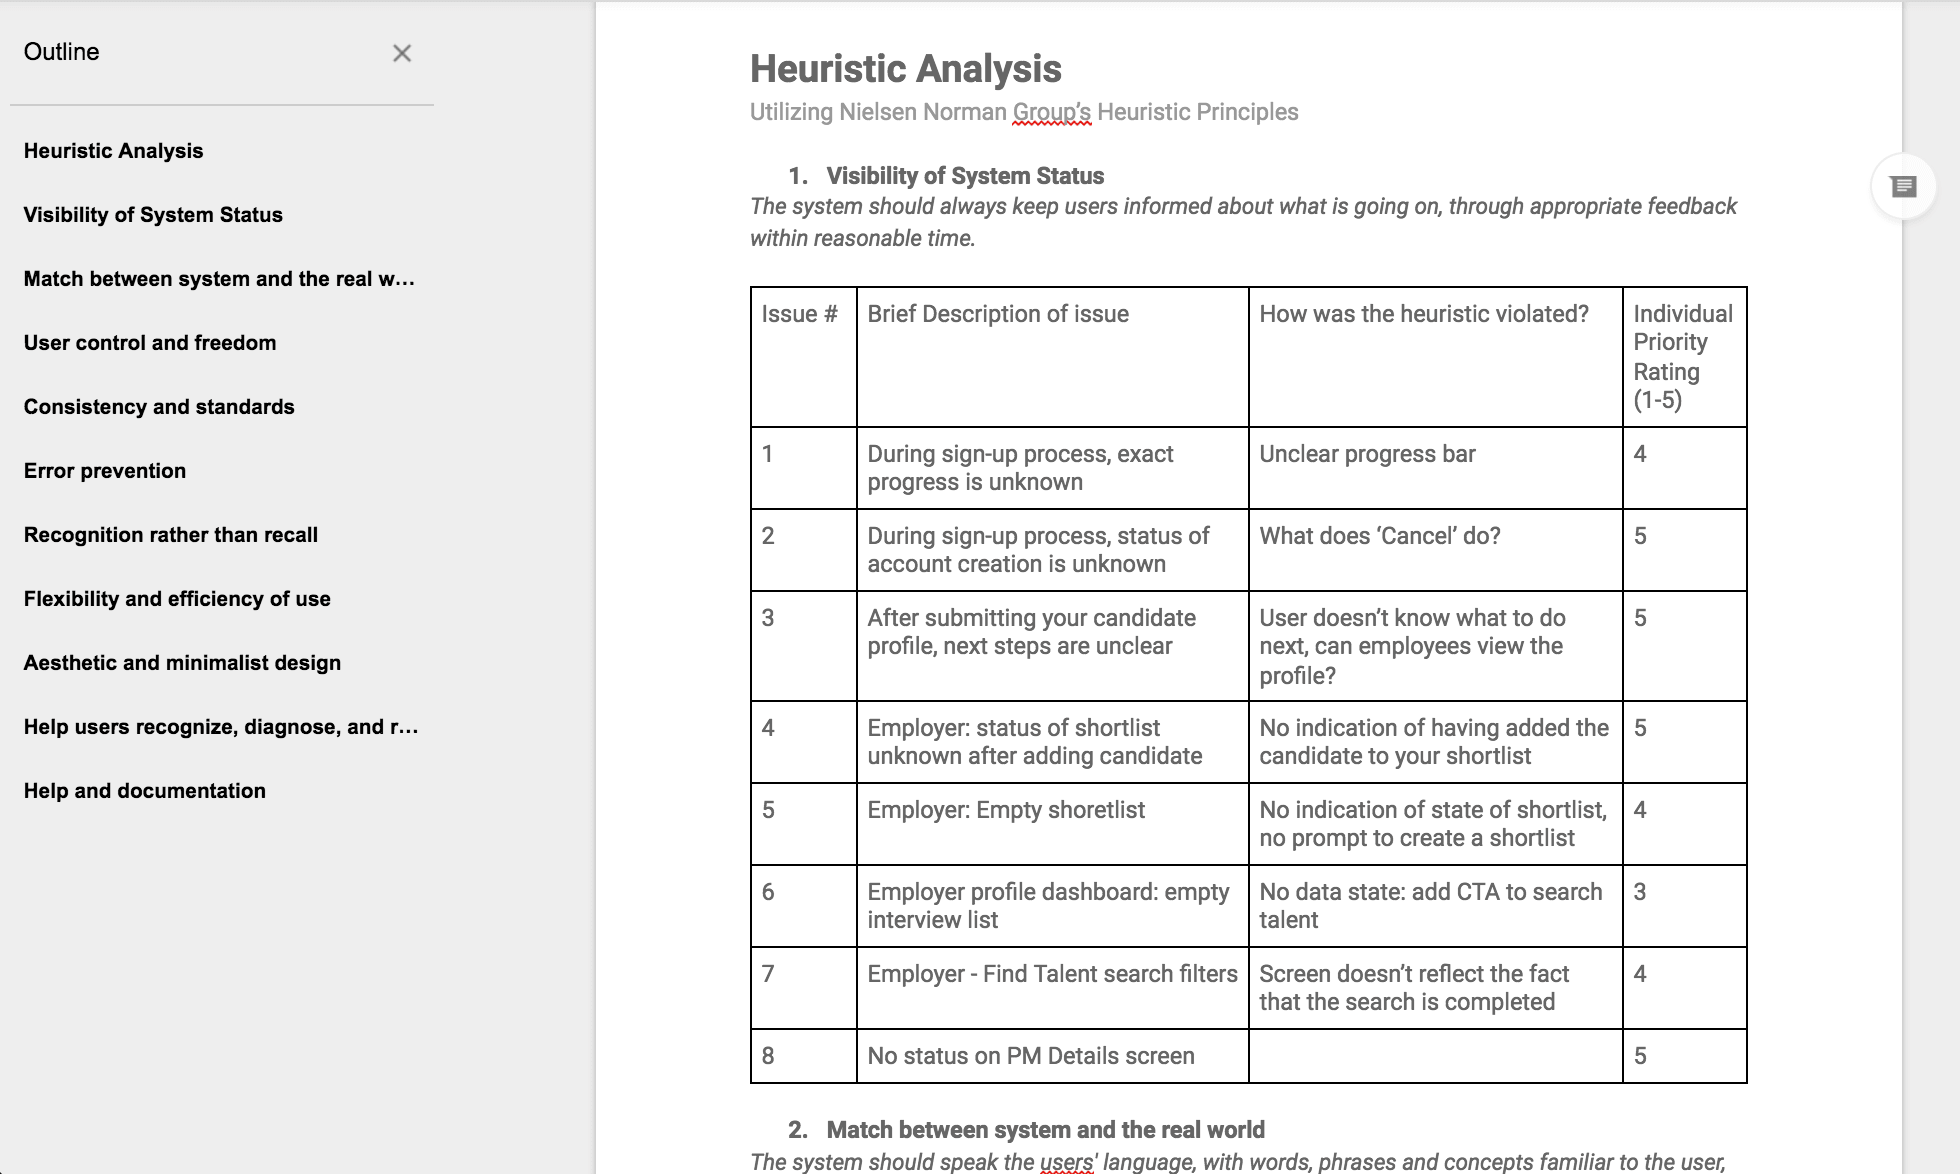 Outline
Heuristic Analysis
Visibility of System Status
Match between system and the real w...
User control and freedom
Consistency and standards
Error prevention
Recognition rather than recall
Flexibility and efficiency of use
Aesthetic and minimalist design
Help users recognize, diagnose, and r...
Help and documentation
Heuristic Analysis
Utilizing Nielsen Norman Group's Heuristic Principles
1. Visibility of System Status
The system should always keep users informed about what is going on, through appropriate feedback
within reasonable time.
Issue #
Brief Description of issue
How was the heuristic violated?
Individual
Priority
Rating
(1-5)
1
During sign-up process, exact
progress is unknown
Unclear progress bar
4
2
During sign-up process, status of
account creation is unknown
What does ‘Cancel’ do?
5
3
After submitting your candidate
profile, next steps are unclear
User doesn’t know what to do
next, can employees view the
profile?
5
4
Employer: status of shortlist
unknown after adding candidate
No indication of having added the
candidate to your shortlist
5
5
Employer: Empty shoretlist
No indication of state of shortlist,
no prompt to create a shortlist
4
6
Employer profile dashboard: empty
interview list
No data state: add CTA to search
talent
3
7
Employer - Find Talent search filters
Screen doesn’t reflect the fact
that the search is completed
4
8
No status on PM Details screen
5
2. Match between system and the real world
The system should speak the users' language, with words, phrases and concepts familiar to the user,